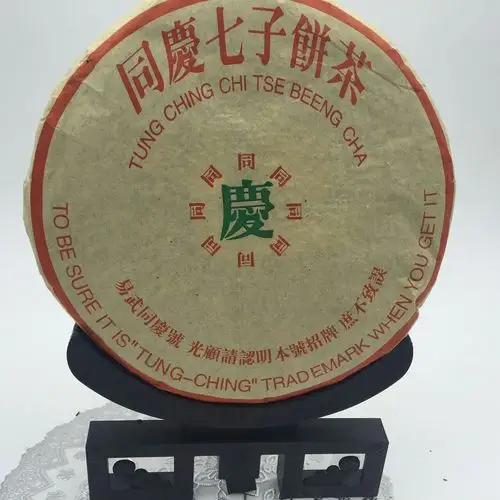 同慶七子餅茶
TUNG CHING CHI TSE BEENG CHA
同 同 同 同 同 同 同 同
慶
易武同慶號 光顧請認明本號招牌 庶不致誤
TO BE SURE IT IS "TUNG-CHING" TRADEMARK WHEN YOU GET IT.